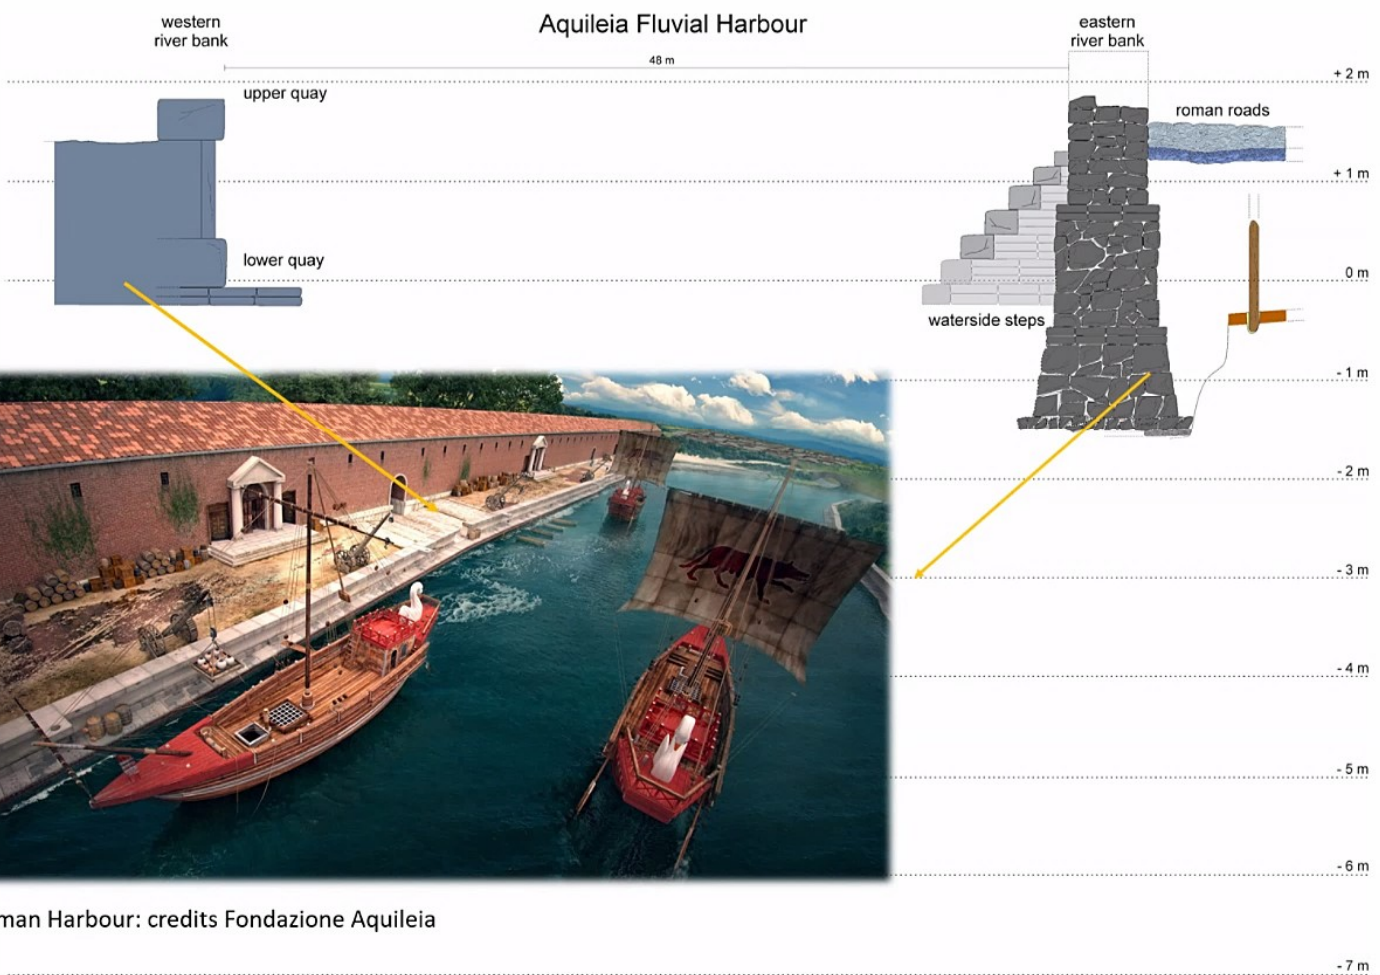 Aquileia Fluvial Harbour
western
river bank
eastern
river bank
48 m
+ 2 m
upper quay
roman roads
+ 1 m
lower quay
0 m
waterside steps
- 1 m
- 2 m
- 3 m
- 4 m
- 5 m
- 6 m
man Harbour: credits Fondazione Aquileia
- 7 m